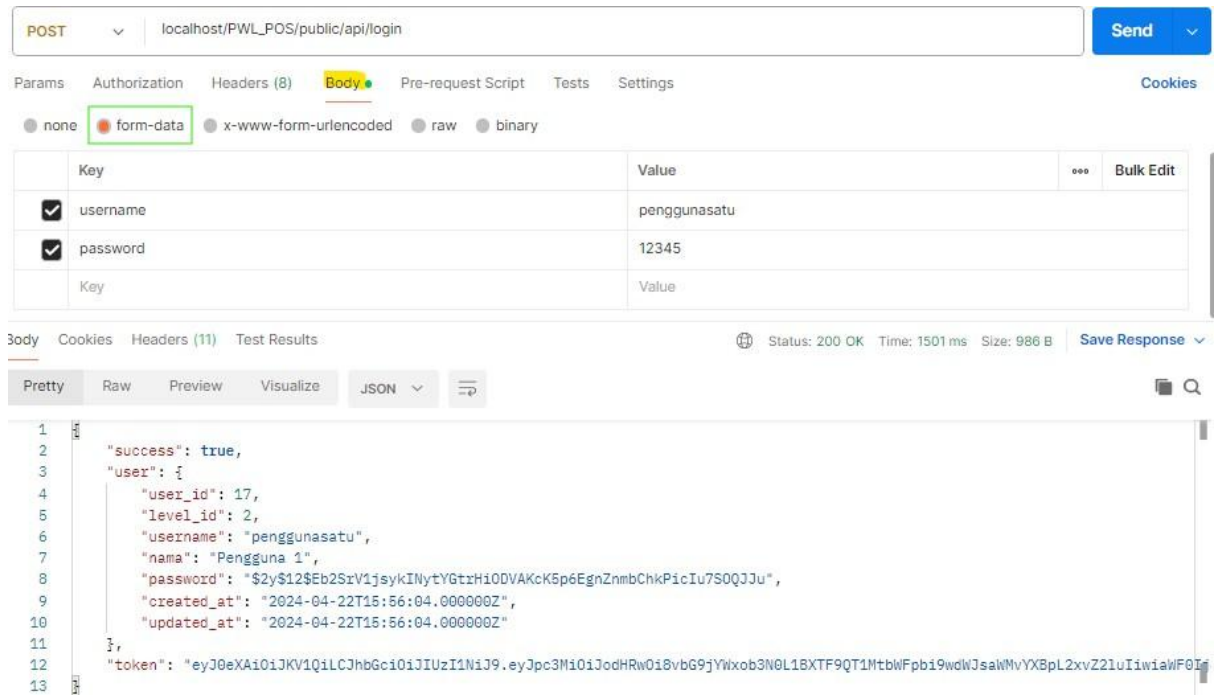 POST localhost/PWL_POS/public/api/login Send
Params Authorization Headers (8) Body Pre-request Script Tests Settings Cookies
none form-data x-www-form-urlencoded raw binary
Key Value ooo Bulk Edit
username penggunasatu
password 12345
Key Value
Body Cookies Headers (11) Test Results Status: 200 OK Time: 1501 ms Size: 986 B Save Response
Pretty Raw Preview Visualize JSON
1 {
2 "success": true,
3 "user": {
4 "user_id": 17,
5 "level_id": 2,
6 "username": "penggunasatu",
7 "nama": "Pengguna 1",
8 "password": "$2y$12$Eb2SrV1jsykINytYGtrHiODVAKcK5p6EgnZnmbChkPicIu7SOQJJu",
9 "created_at": "2024-04-22T15:56:04.000000Z",
10 "updated_at": "2024-04-22T15:56:04.000000Z"
11 },
12 "token": "eyJ0eXAiOiJKV1QiLCJhbGciOiJIUzI1NiJ9.eyJpc3MiOiJodHRwOi8vbG9jYWxob3N0L1BXTF9QT1MtbWFpbi9wdWJsaWMvYXBpL2xvZ2luIiwiaWF0I
13 }